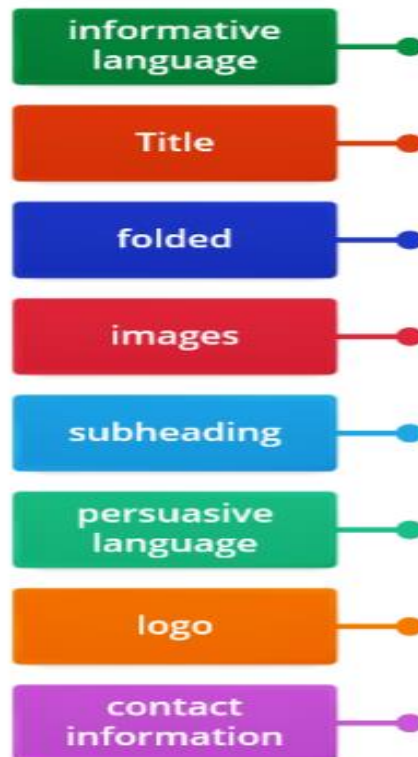 informative
language
Title
folded
images
subheading
persuasive
language
logo
contact
information